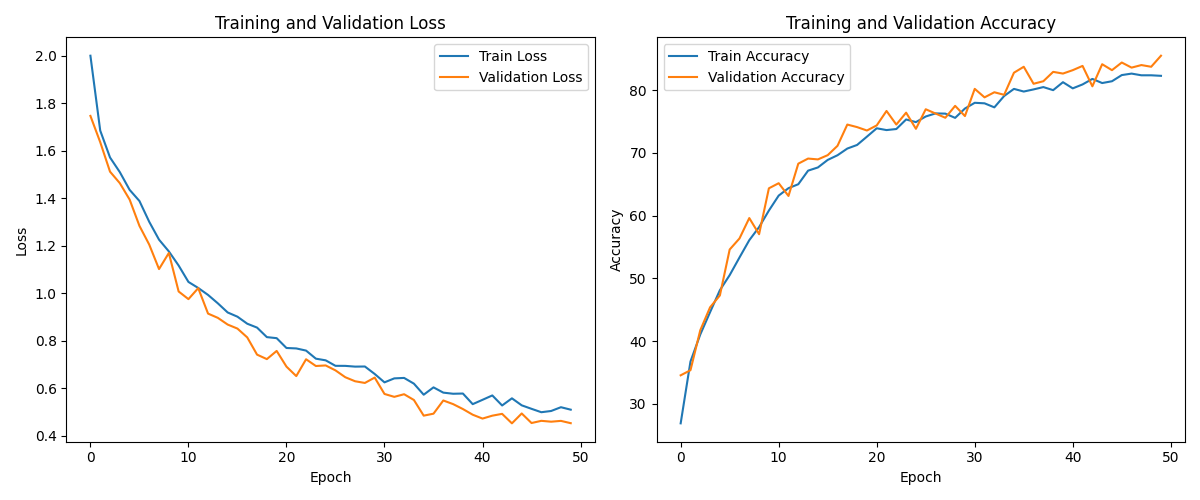 Training and Validation Loss
Train Loss
Validation Loss
2.0
1.8
1.6
1.4
1.2
1.0
0.8
0.6
0.4
Loss
0 10 20 30 40 50
Epoch
Training and Validation Accuracy
Train Accuracy
Validation Accuracy
80
70
60
50
40
30
Accuracy
0 10 20 30 40 50
Epoch